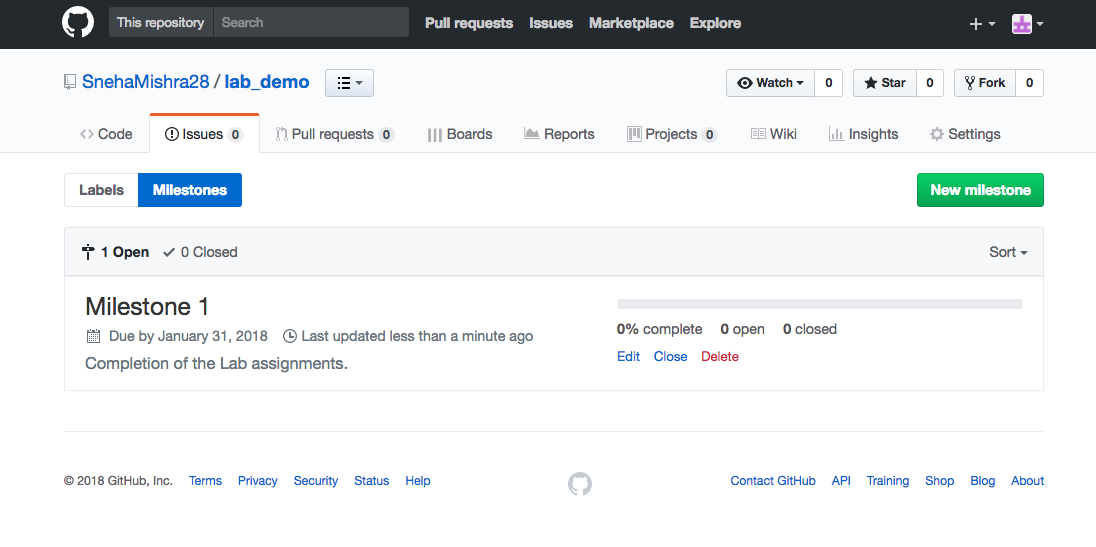 This repository Search Pull requests Issues Marketplace Explore
SnehaMishra28 / lab_demo Watch 0 Star 0 Fork 0
Code Issues 0 Pull requests 0 Boards Reports Projects 0 Wiki Insights Settings
Labels Milestones New milestone
1 Open 0 Closed Sort
Milestone 1
Due by January 31, 2018 Last updated less than a minute ago
Completion of the Lab assignments.
0% complete 0 open 0 closed
Edit Close Delete
© 2018 GitHub, Inc. Terms Privacy Security Status Help Contact GitHub API Training Shop Blog About